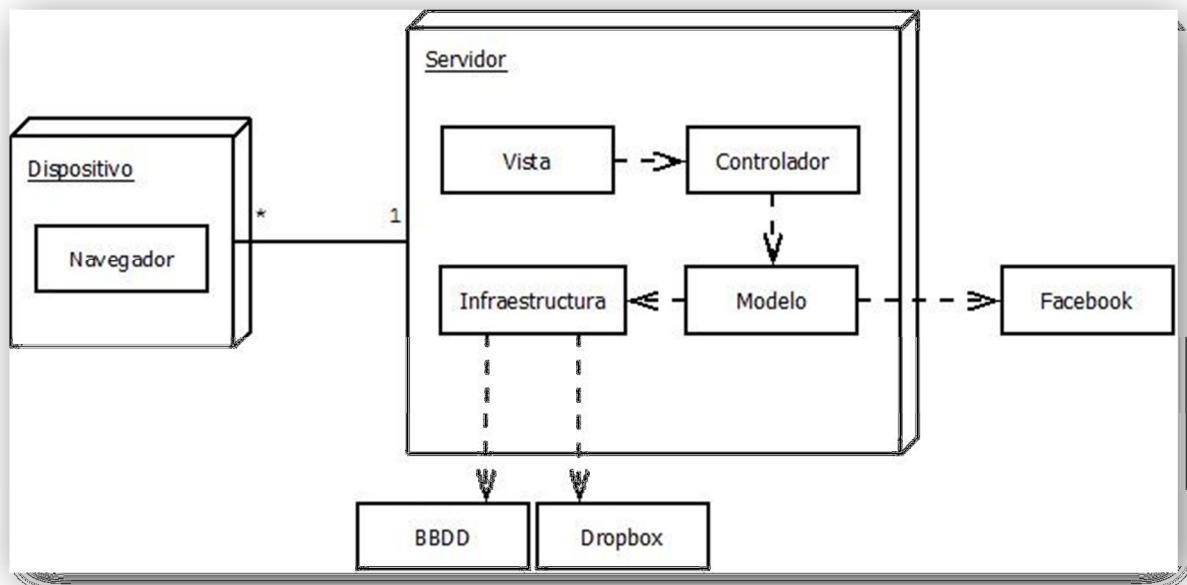 Servidor
Vista
Controlador
Dispositivo
*
1
Navegador
Infraestructura
Modelo
Facebook
BBDD
Dropbox